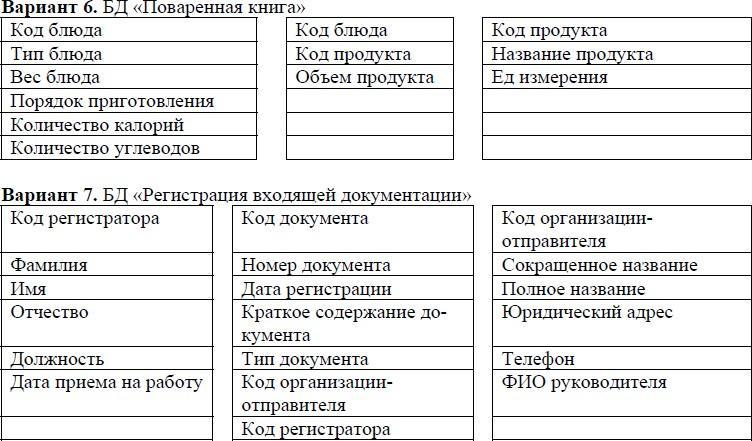 Вариант 6. БД «Поваренная книга»
Код блюда
Тип блюда
Вес блюда
Порядок приготовления
Количество калорий
Количество углеводов
Код блюда
Код продукта
Объем продукта
Код продукта
Название продукта
Ед измерения
Вариант 7. БД «Регистрация входящей документации»
Код регистратора
Фамилия
Имя
Отчество
Должность
Дата приема на работу
Код документа
Номер документа
Дата регистрации
Краткое содержание до-
кумента
Тип документа
Код организации-
отправителя
Код регистратора
Код организации-
отправителя
Сокращенное название
Полное название
Юридический адрес
Телефон
ФИО руководителя